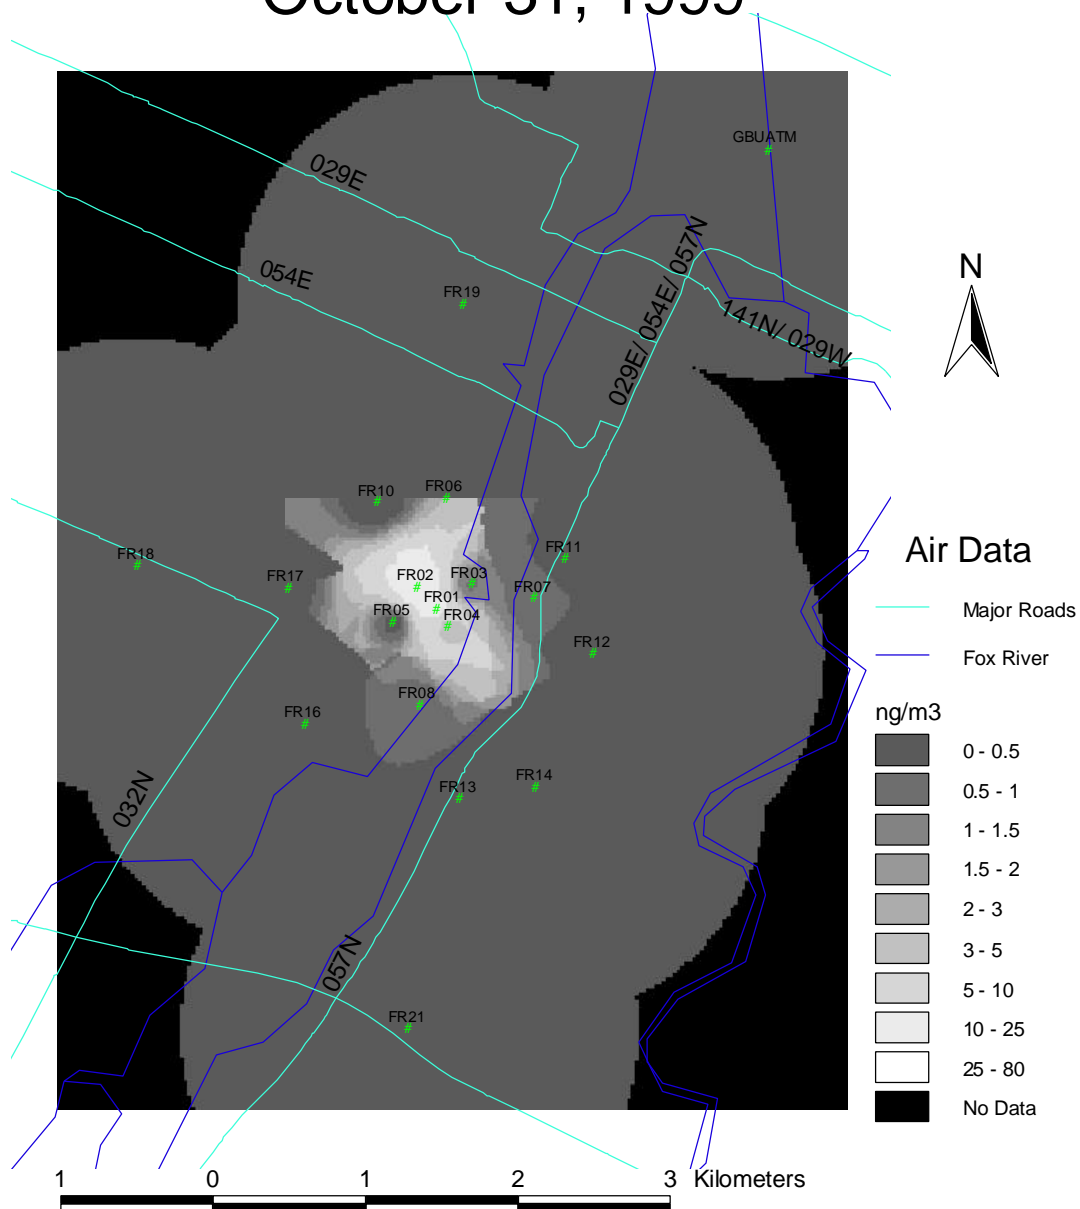 October 31, 1999
GBUATM
029E
054E
FR19
029E/ 054E/ 057N
141N/ 029W
N
FR10
FR06
FR18
FR17
FR02
FR03
FR11
FR07
FR01
FR05
FR04
FR12
FR08
FR16
FR13
FR14
032N
057N
FR21
Air Data
Major Roads
Fox River
ng/m3
0 - 0.5
0.5 - 1
1 - 1.5
1.5 - 2
2 - 3
3 - 5
5 - 10
10 - 25
25 - 80
No Data
1 0 1 2 3 Kilometers